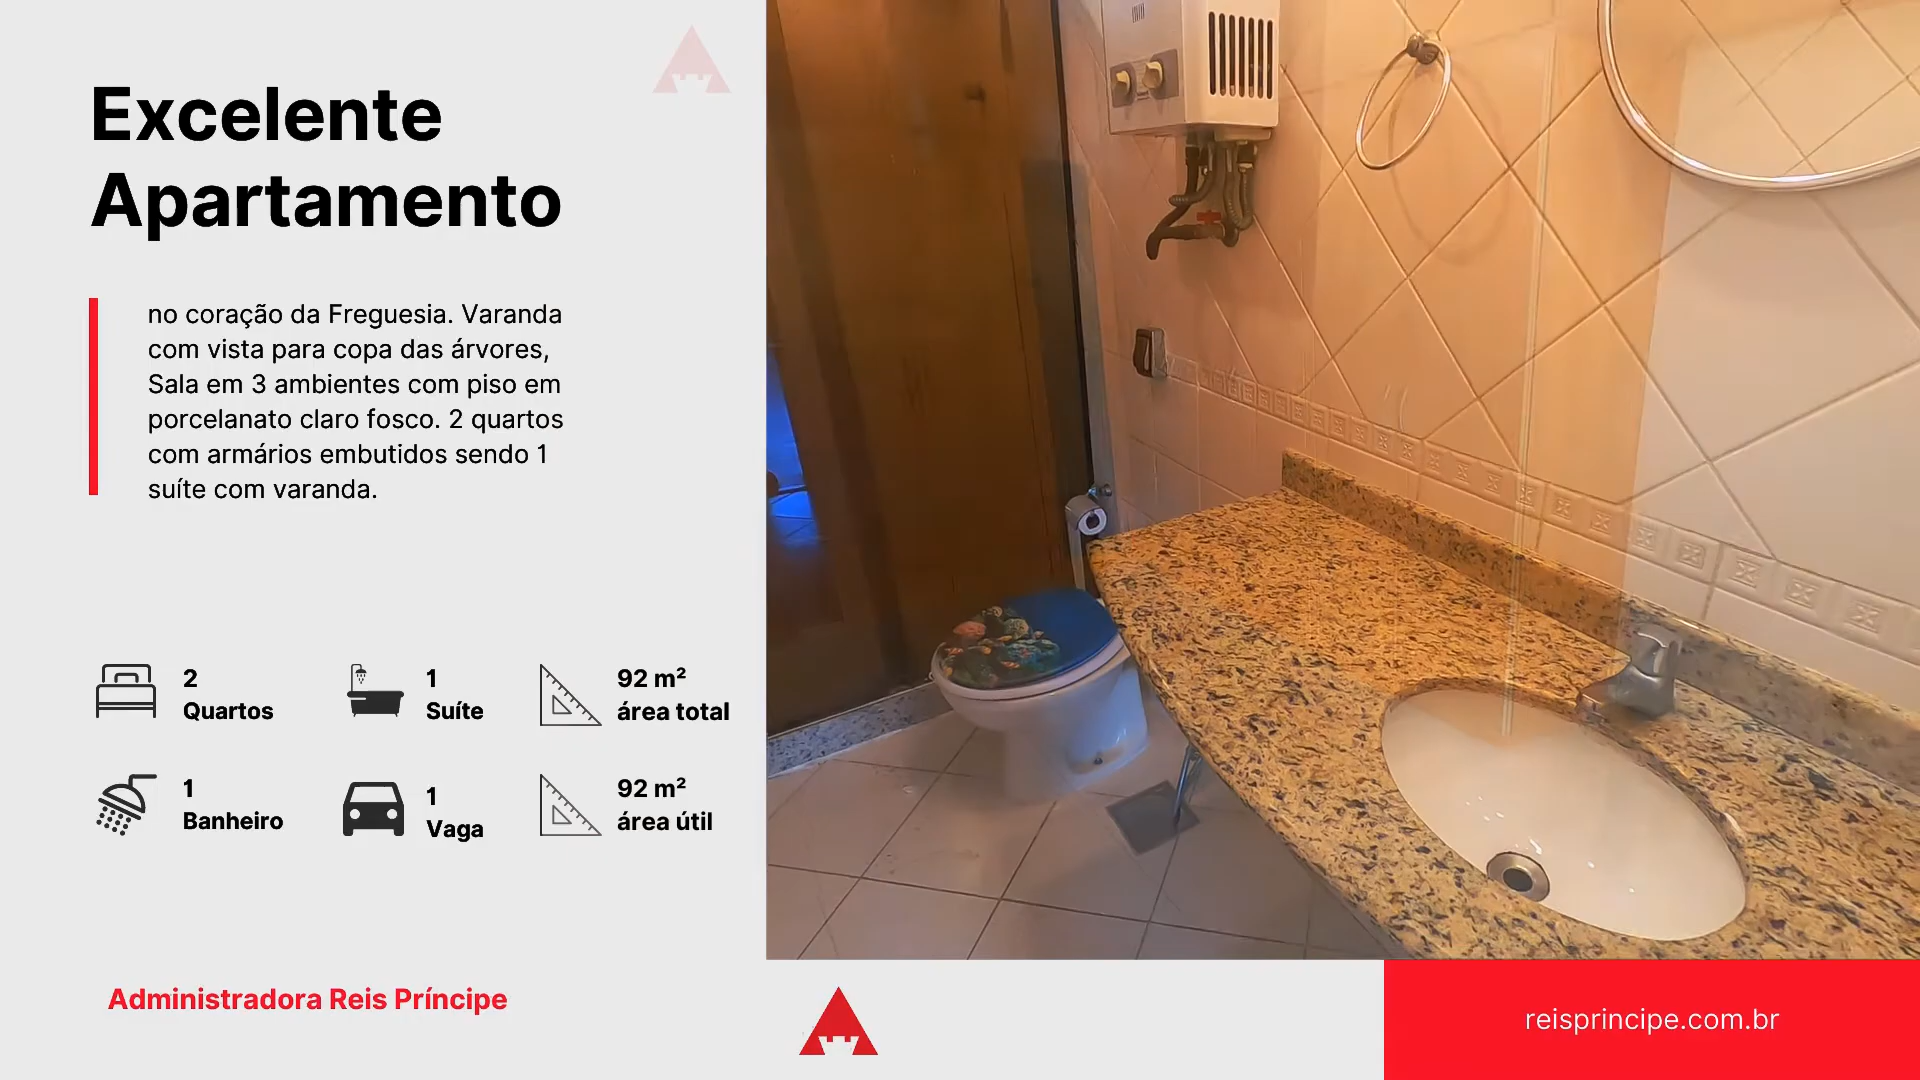 Excelente
Apartamento
no coração da Freguesia. Varanda
com vista para copa das árvores,
Sala em 3 ambientes com piso em
porcelanato claro fosco. 2 quartos
com armários embutidos sendo 1
suíte com varanda.
2
Quartos
1
Suíte
92 m²
área total
1
Banheiro
1
Vaga
92 m²
área útil
Administradora Reis Príncipe
reisprincipe.com.br